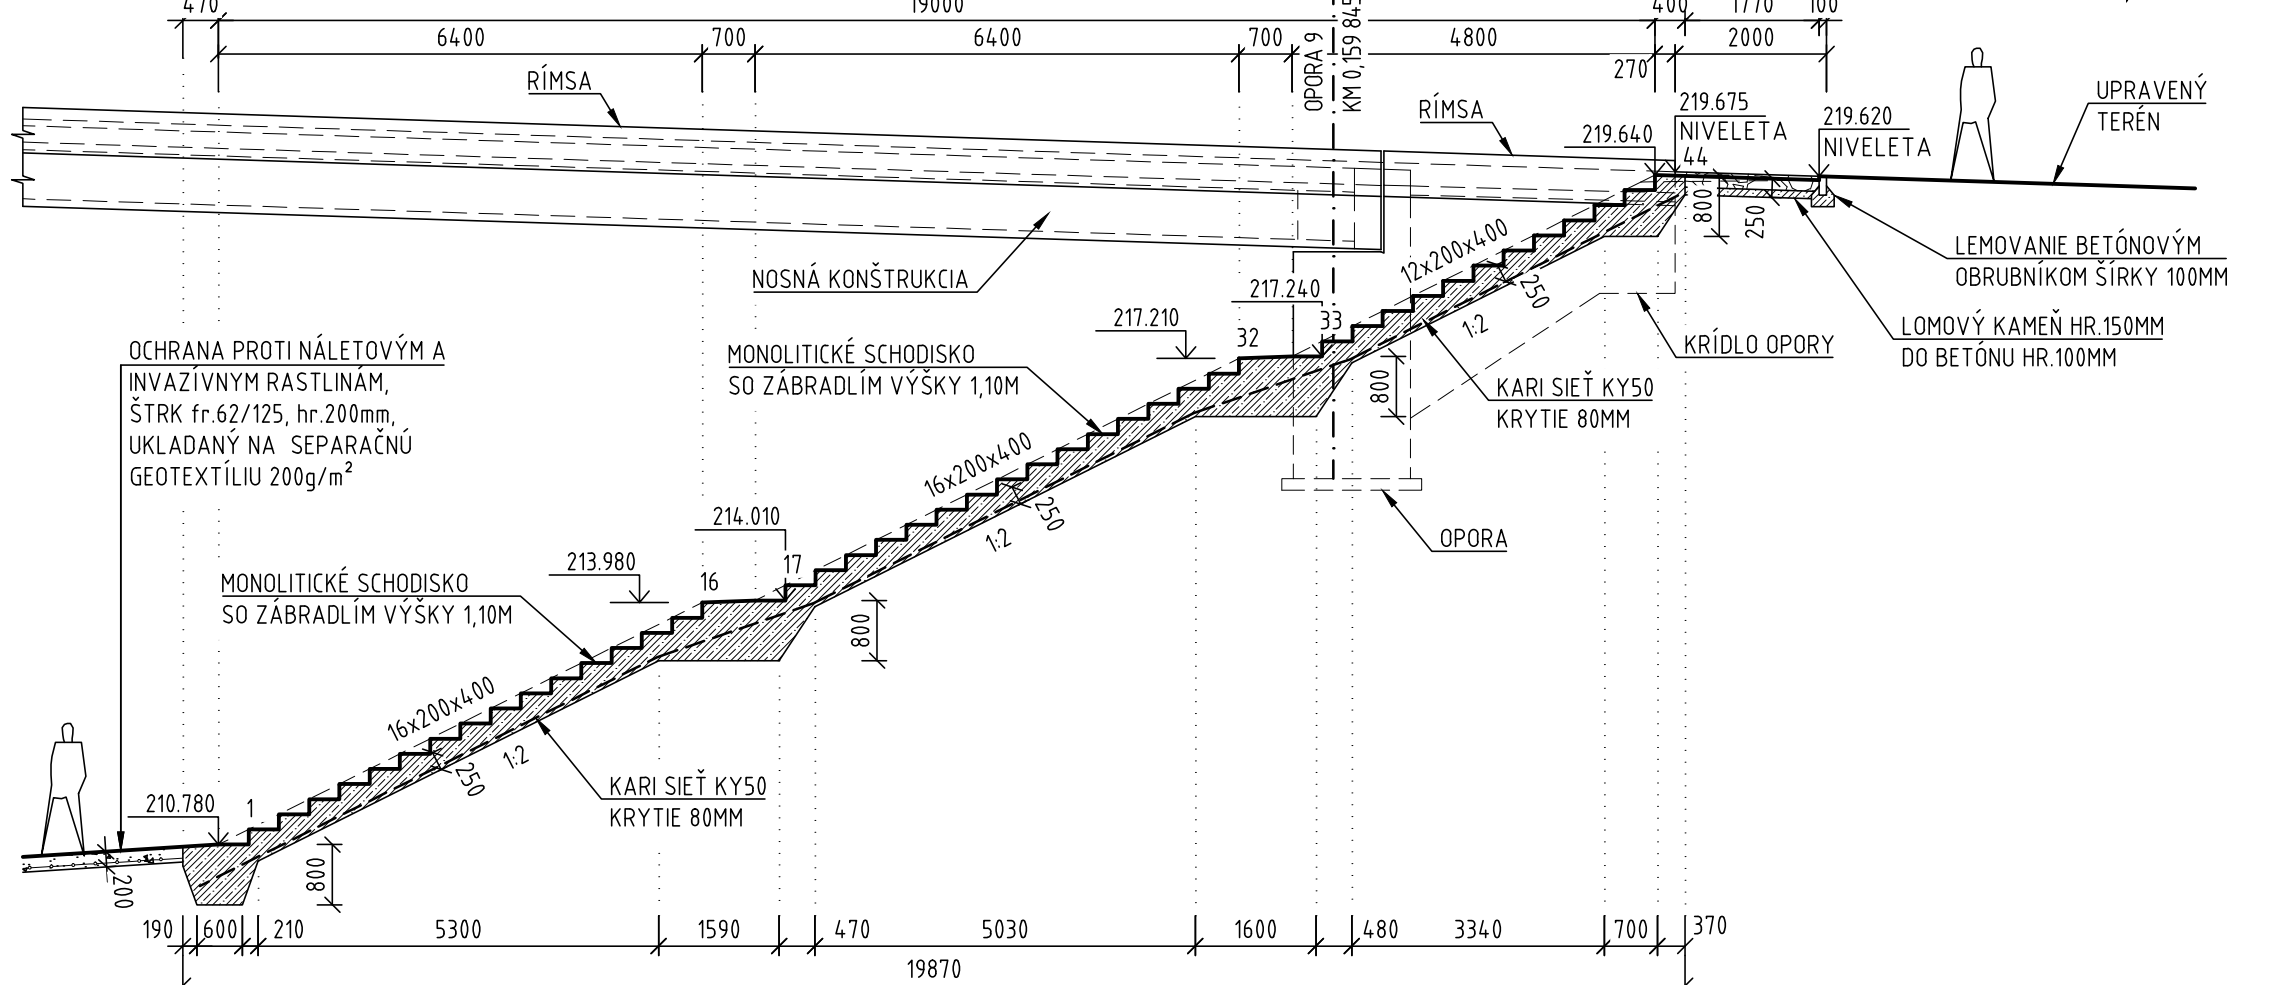 470
19000
400
1770
100
6400
700
6400
700
4800
2000
270
OPORA 9
KM 0,159 845
RÍMSA
RÍMSA
219.640
219.675
NIVELETA
44
219.620
NIVELETA
UPRAVENÝ
TERÉN
800
250
LEMOVANIE BETÓNOVÝM
OBRUBNÍKOM ŠÍRKY 100MM
LOMOVÝ KAMEŇ HR.150MM
DO BETÓNU HR.100MM
NOSNÁ KONŠTRUKCIA
12x200x400
250
1:2
217.240
33
217.210
32
KRÍDLO OPORY
800
KARI SIEŤ KY50
KRYTIE 80MM
OCHRANA PROTI NÁLETOVÝM A
INVAZÍVNYM RASTLINÁM,
ŠTRK fr.62/125, hr.200mm,
UKLADANÝ NA SEPARAČNÚ
GEOTEXTÍLIU 200g/m²
MONOLITICKÉ SCHODISKO
SO ZÁBRADLÍM VÝŠKY 1,10M
16x200x400
250
1:2
OPORA
214.010
17
213.980
16
800
MONOLITICKÉ SCHODISKO
SO ZÁBRADLÍM VÝŠKY 1,10M
16x200x400
250
1:2
KARI SIEŤ KY50
KRYTIE 80MM
210.780
1
200
800
190
600
210
5300
1590
470
5030
1600
480
3340
700
370
19870